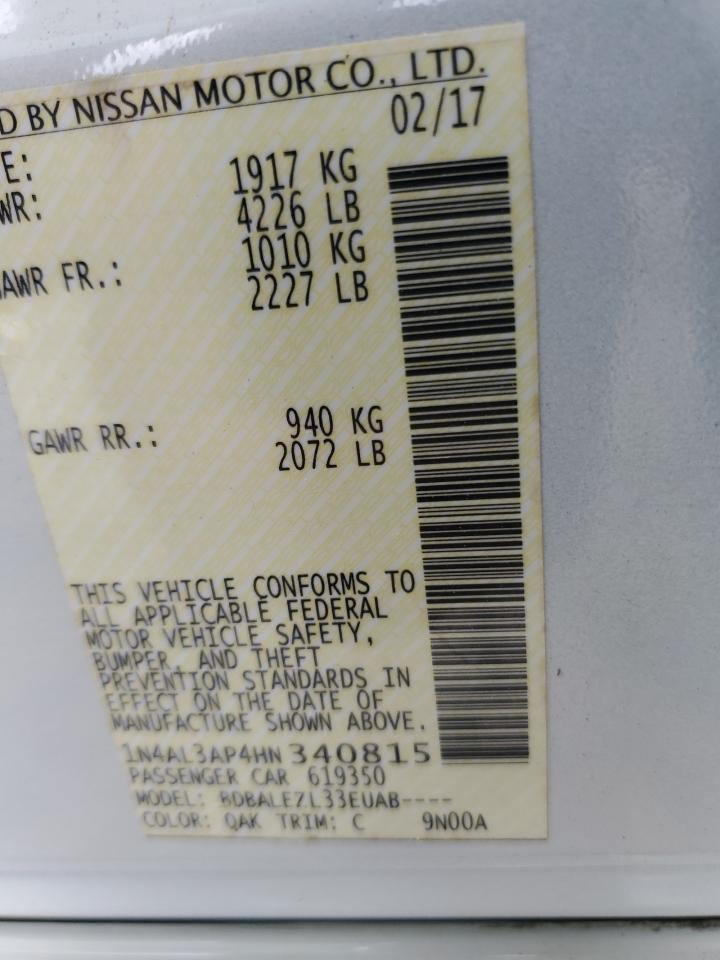 D BY NISSAN MOTOR CO., LTD.
02/17
E: 1917 KG
WR: 4226 LB
AWR FR.: 1010 KG
2227 LB
GAWR RR.: 940 KG
2072 LB
THIS VEHICLE CONFORMS TO
ALL APPLICABLE FEDERAL
MOTOR VEHICLE SAFETY,
BUMPER, AND THEFT
PREVENTION STANDARDS IN
EFFECT ON THE DATE OF
MANUFACTURE SHOWN ABOVE.
1N4AL3AP4HN 340815
PASSENGER CAR 619350
MODEL: BDBALEZL33EUAB----
COLOR: QAK TRIM: C 9N00A